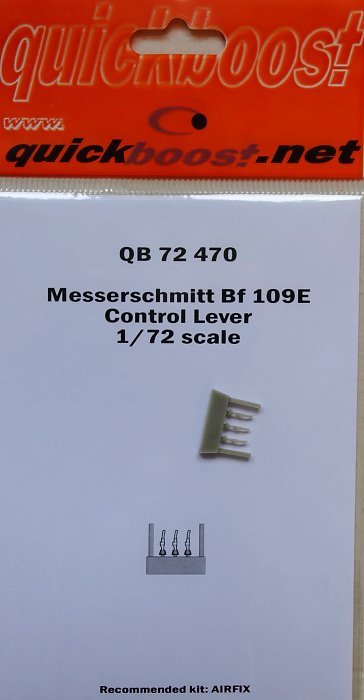 quickboost
www.
quickboost.net
QB 72 470
Messerschmitt Bf 109E
Control Lever
1/72 scale
Recommended kit: AIRFIX